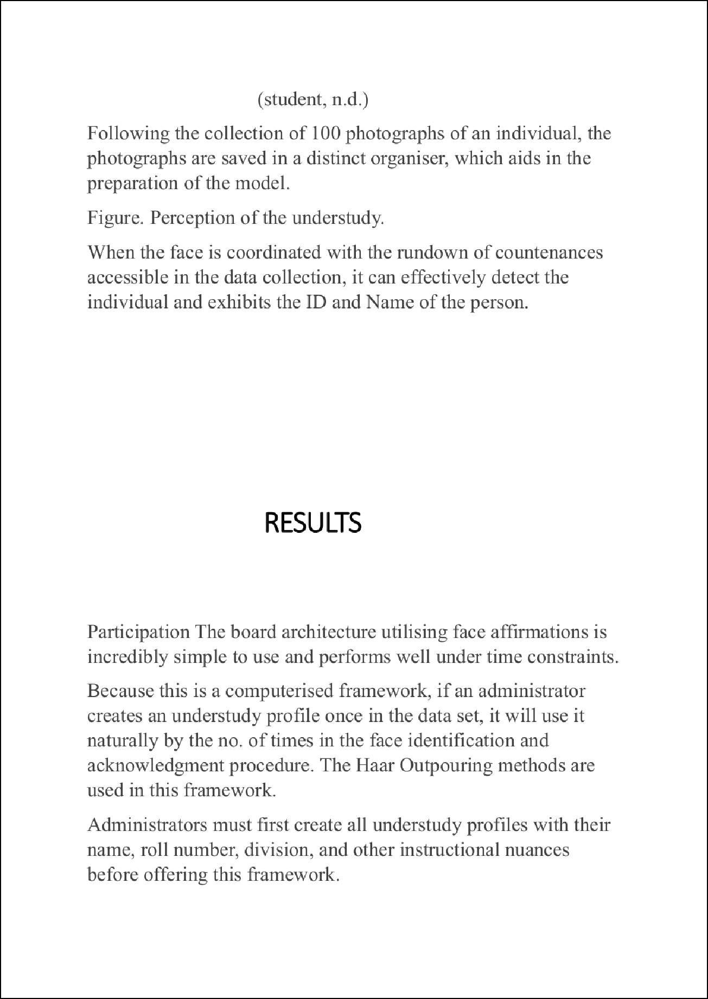 (student, n.d.)
Following the collection of 100 photographs of an individual, the
photographs are saved in a distinct organiser, which aids in the
preparation of the model.
Figure. Perception of the understudy.
When the face is coordinated with the rundown of countenances
accessible in the data collection, it can effectively detect the
individual and exhibits the ID and Name of the person.
RESULTS
Participation The board architecture utilising face affirmations is
incredibly simple to use and performs well under time constraints.
Because this is a computerised framework, if an administrator
creates an understudy profile once in the data set, it will use it
naturally by the no. of times in the face identification and
acknowledgment procedure. The Haar Outpouring methods are
used in this framework.
Administrators must first create all understudy profiles with their
name, roll number, division, and other instructional nuances
before offering this framework.